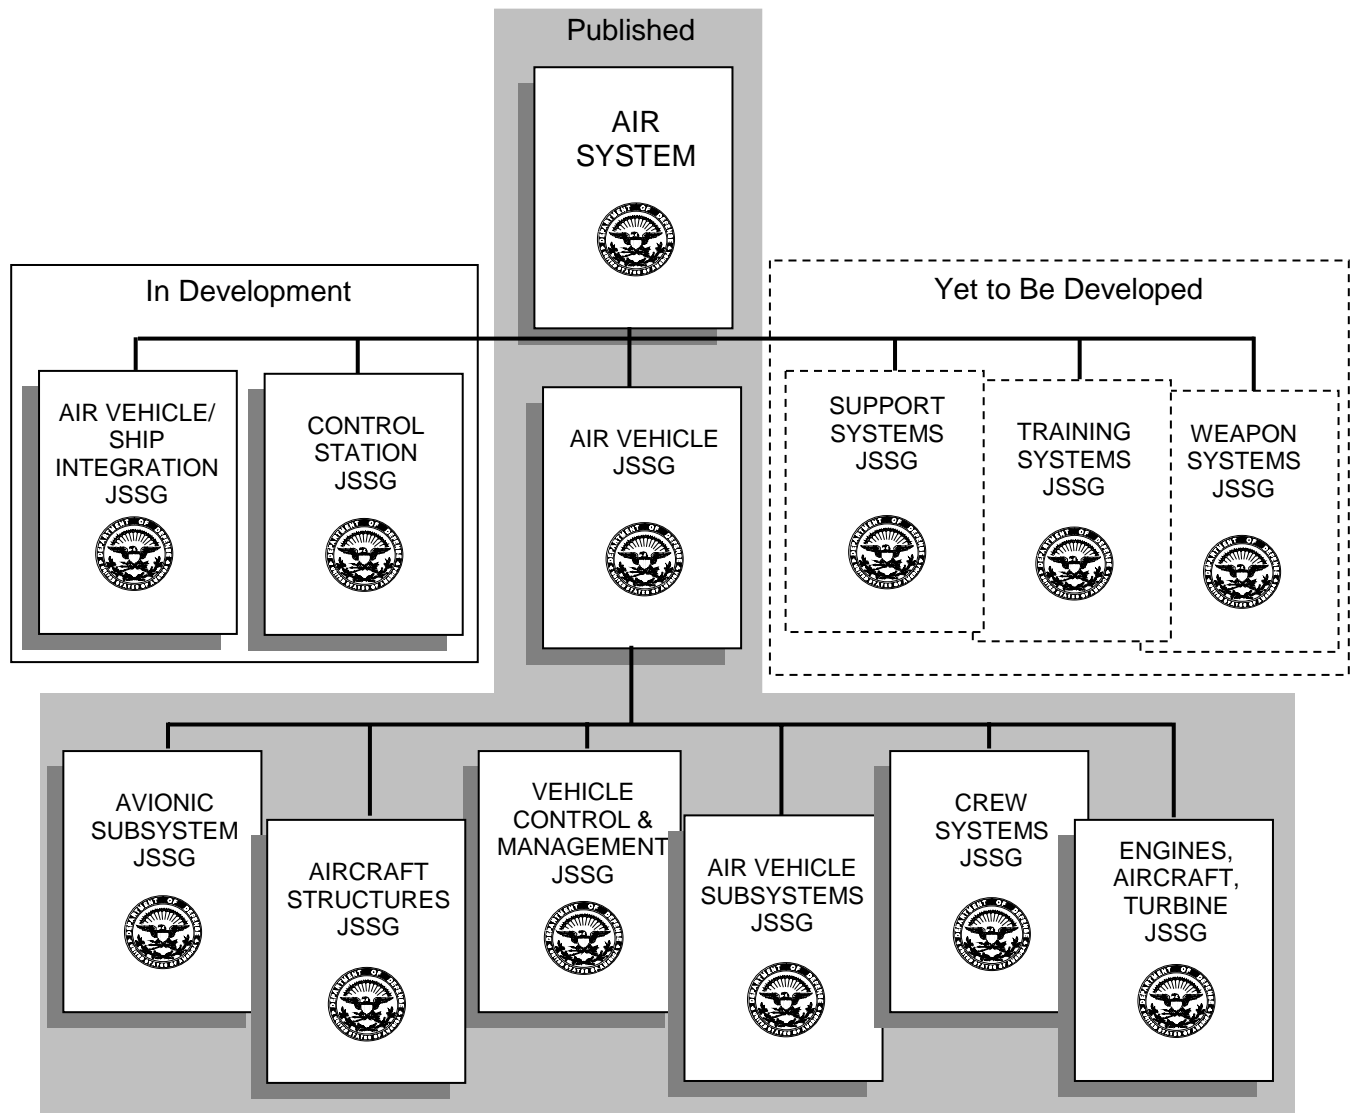 Published
AIR
SYSTEM
In Development
Yet to Be Developed
AIR VEHICLE/
SHIP
INTEGRATION
JSSG
CONTROL
STATION
JSSG
AIR VEHICLE
JSSG
SUPPORT
SYSTEMS
JSSG
TRAINING
SYSTEMS
JSSG
WEAPON
SYSTEMS
JSSG
AVIONIC
SUBSYSTEM
JSSG
AIRCRAFT
STRUCTURES
JSSG
VEHICLE
CONTROL &
MANAGEMENT
JSSG
AIR VEHICLE
SUBSYSTEMS
JSSG
CREW
SYSTEMS
JSSG
ENGINES,
AIRCRAFT,
TURBINE
JSSG